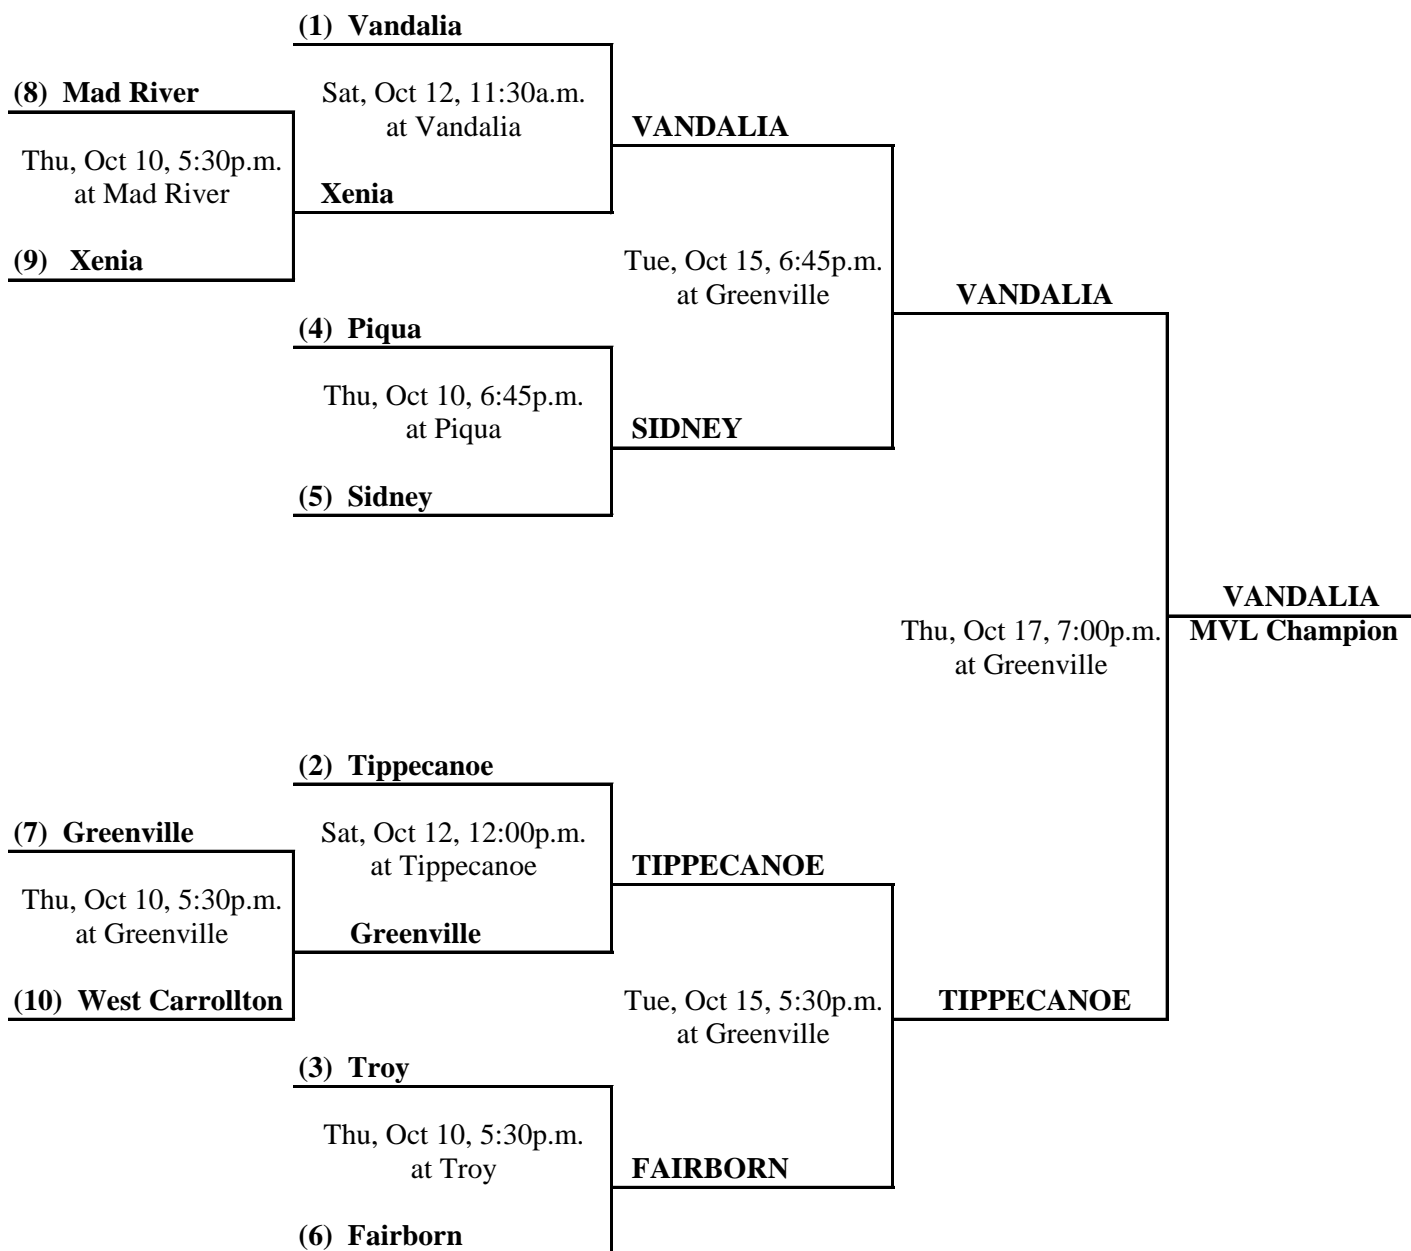 (1) Vandalia
(8) Mad River
Sat, Oct 12, 11:30a.m.
at Vandalia
VANDALIA
Thu, Oct 10, 5:30p.m.
at Mad River
Xenia
(9) Xenia
Tue, Oct 15, 6:45p.m.
at Greenville
VANDALIA
(4) Piqua
Thu, Oct 10, 6:45p.m.
at Piqua
SIDNEY
(5) Sidney
VANDALIA
MVL Champion
Thu, Oct 17, 7:00p.m.
at Greenville
(2) Tippecanoe
(7) Greenville
Sat, Oct 12, 12:00p.m.
at Tippecanoe
TIPPECANOE
Thu, Oct 10, 5:30p.m.
at Greenville
Greenville
(10) West Carrollton
Tue, Oct 15, 5:30p.m.
at Greenville
TIPPECANOE
(3) Troy
Thu, Oct 10, 5:30p.m.
at Troy
FAIRBORN
(6) Fairborn